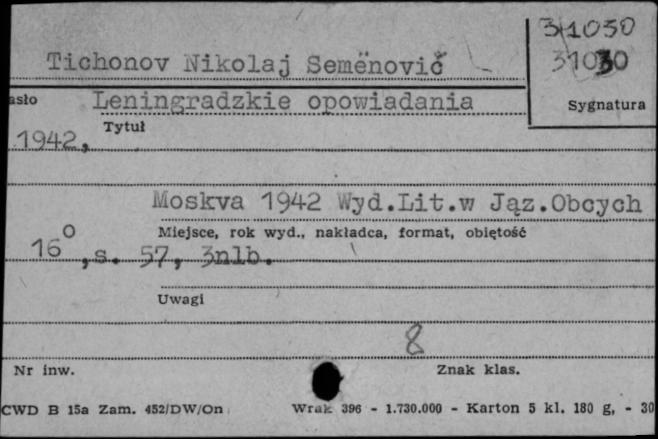 31030
Tichonov Nikolaj Semënovič
31030
asło
Leningradzkie opowiadania
Sygnatura
Tytuł
1942,
Moskva 1942 Wyd.Lit.w Jąz.Obcych
Miejsce, rok wyd., nakładca, format, objętość
16⁰,s. 57, 3nlb.
Uwagi
8
Nr inw.
Znak klas.
CWD B 15a Zam. 452/DW/On
Wrak 396 - 1.730.000 - Karton 5 kl. 180 g, - 30